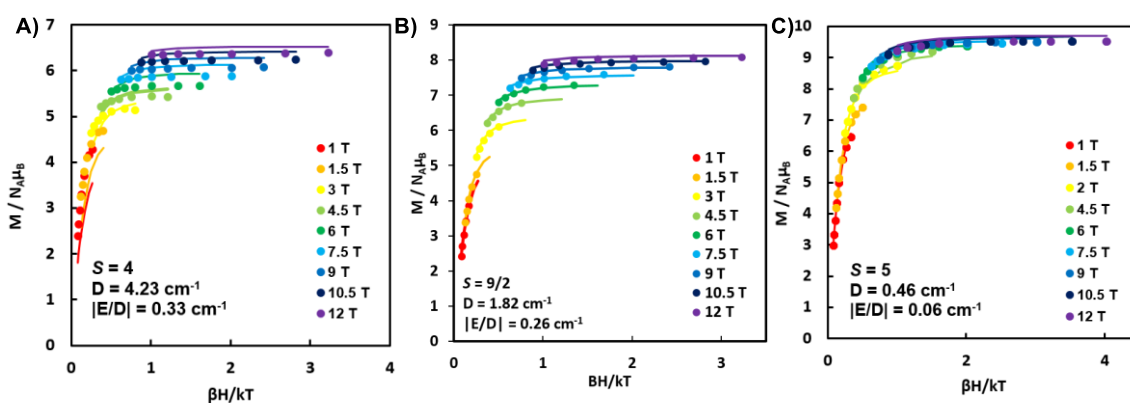 A)
7
6
5
4
3
2
1
0
M / NAμB
1 T
1.5 T
3 T
4.5 T
6 T
7.5 T
9 T
10.5 T
12 T
S = 4
D = 4.23 cm-1
|E/D| = 0.33 cm-1
0 1 2 3
βH/kT
B)
9
8
7
6
5
4
3
2
1
0
M / NAμB
1 T
1.5 T
3 T
4.5 T
6 T
7.5 T
9 T
10.5 T
12 T
S = 9/2
D = 1.82 cm-1
|E/D| = 0.26 cm-1
0 1 2 3
BH/kT
C)
10
9
8
7
6
5
4
3
2
1
0
M / NAμB
1 T
1.5 T
2 T
4.5 T
6 T
7.5 T
9 T
10.5 T
12 T
S = 5
D = 0.46 cm-1
|E/D| = 0.06 cm-1
0 2 4
βH/kT